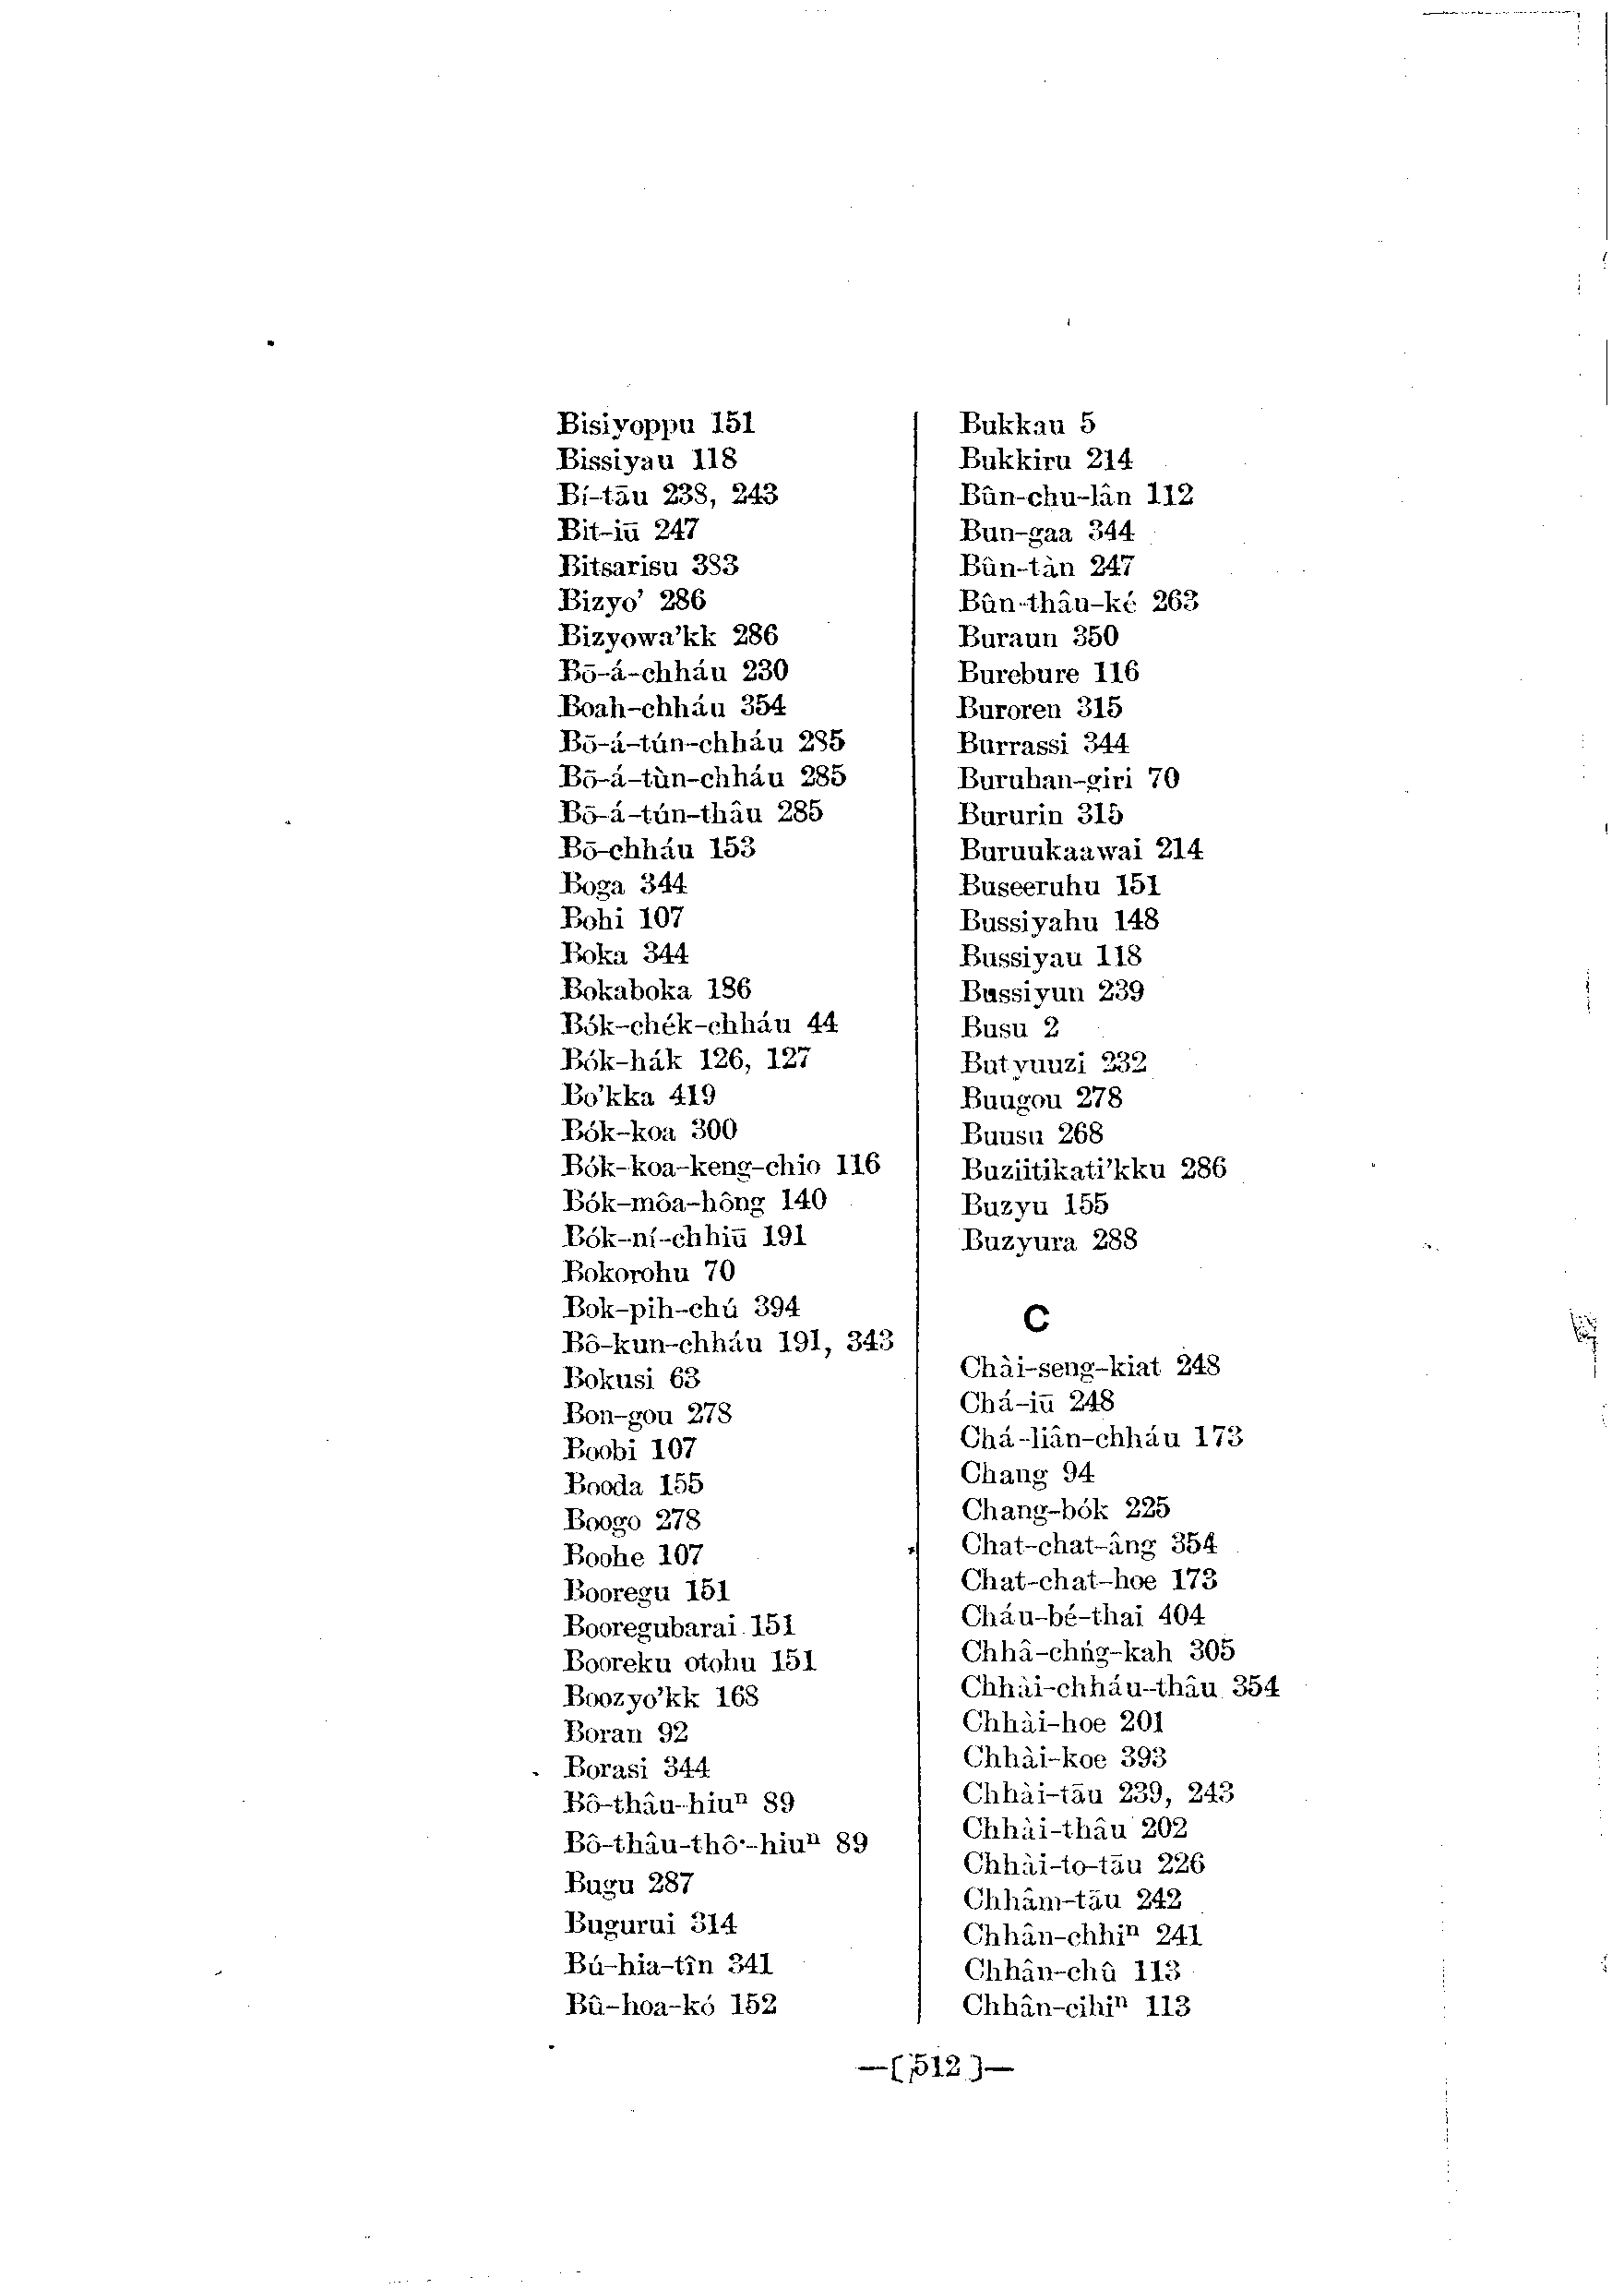 Bisiyoppu 151
Bissiyau 118
Bí-tāu 238, 243
Bit-iū 247
Bitsarisu 383
Bizyo’ 286
Bizyowa’kk 286
Bō-á-chháu 230
Boah-chháu 354
Bō-á-tún-chháu 285
Bō-á-tùn-chháu 285
Bō-á-tún-thâu 285
Bō-chháu 153
Boga 344
Bohi 107
Boka 344
Bokaboka 186
Bók-chék-chháu 44
Bók-hák 126, 127
Bo’kka 419
Bók-koa 300
Bók-koa-keng-chio 116
Bók-môa-hông 140
Bók-ní-chhiū 191
Bokorohu 70
Bok-pih-chú 394
Bô-kun-chháu 191, 343
Bokusi 63
Bon-gou 278
Boobi 107
Booda 155
Boogo 278
Boohe 107
Booregu 151
Booregubarai 151
Booreku otohu 151
Boozyo’kk 168
Boran 92
Borasi 344
Bô-thâu-hiuⁿ 89
Bô-thâu-thô·-hiuⁿ 89
Bugu 287
Bugurui 314
Bú-hia-tîn 341
Bû-hoa-kó 152
Bukkau 5
Bukkiru 214
Bûn-chu-lân 112
Bun-gaa 344
Bûn-tàn 247
Bûn-thâu-ké 263
Buraun 350
Burebure 116
Buroren 315
Burrassi 344
Buruhan-giri 70
Bururin 315
Buruukaawai 214
Buseeruhu 151
Bussiyahu 148
Bussiyau 118
Bussiyun 239
Busu 2
Butyuuzi 232
Buugou 278
Buusu 268
Buziitikati’kku 286
Buzyu 155
Buzyura 288
C
Chài-seng-kiat 248
Chá-iū 248
Chá-liân-chháu 173
Chang 94
Chang-bók 225
Chat-chat-âng 354
Chat-chat-hoe 173
Cháu-bé-thai 404
Chhâ-chńg-kah 305
Chhài-chháu-thâu 354
Chhài-hoe 201
Chhài-koe 393
Chhài-tāu 239, 243
Chhài-thâu 202
Chhài-to-tāu 226
Chhâm-tāu 242
Chhân-chhiⁿ 241
Chhân-chû 113
Chhân-cihiⁿ 113
—[ 512 ]—